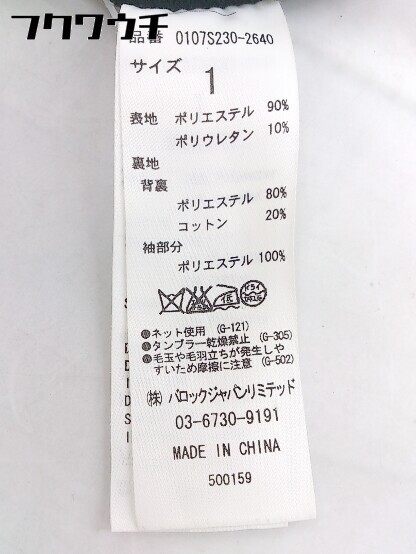 フクウクチ
品番 0107S230-2640
サイズ 1
表地 ポリエステル 90%
ポリウレタン 10%
裏地
背裏
ポリエステル 80%
コットン 20%
袖部分
ポリエステル 100%
ドライ
●ネット使用 (G-121)
●タンブラー乾燥禁止 (G-305)
●毛玉や毛羽立ちが発生しや
すいため摩擦に注意 (G-502)
(株) バロックジャパンリミテッド
03-6730-9191
MADE IN CHINA
500159